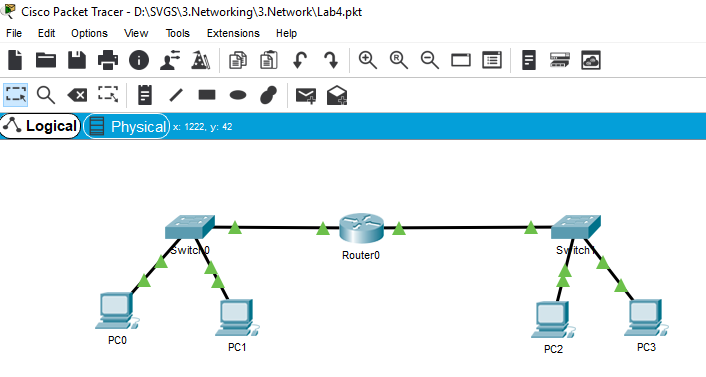 Cisco Packet Tracer - D:\SVGS\3.Networking\3.Network\Lab4.pkt
File Edit Options View Tools Extensions Help
Logical Physical x: 1222, y: 42
Switch0 Router0 Switch1
PC0 PC1 PC2 PC3